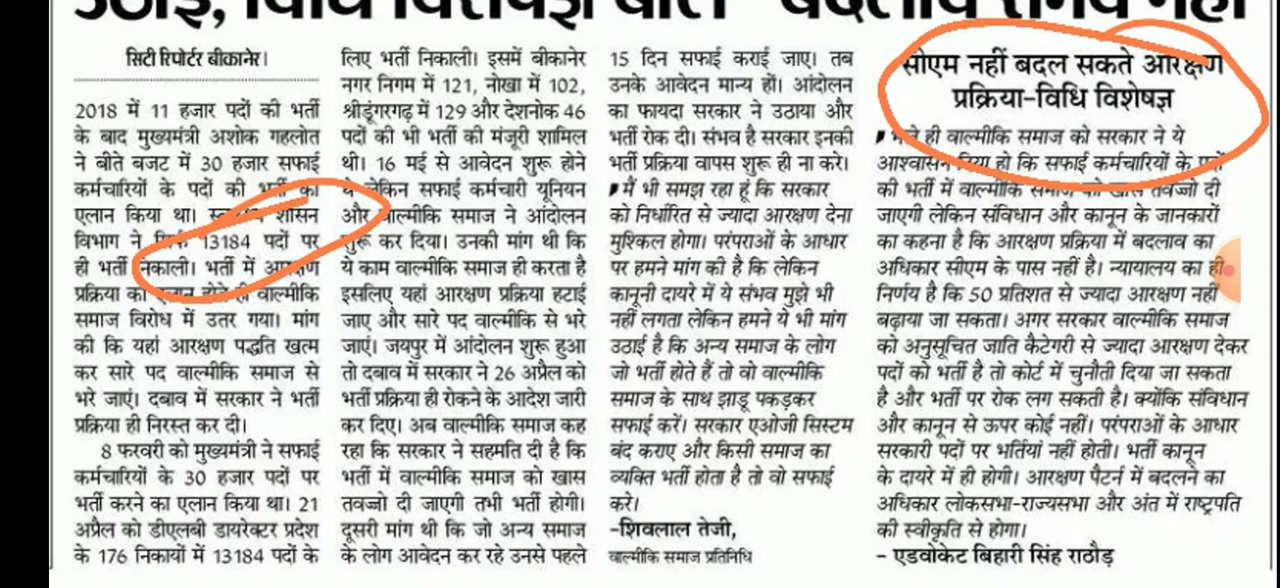 सिटी रिपोर्टर बीकानेर।
2018 में 11 हजार पदों की भर्ती
के बाद मुख्यमंत्री अशोक गहलोत
ने बीते बजट में 30 हजार सफाई
कर्मचारियों के पदों की भर्ती का
एलान किया था। शासन
विभाग ने 13184 पदों पर
ही भर्ती निकाली। भर्ती में आरक्षण
प्रक्रिया का एलान होते ही वाल्मीकि
समाज विरोध में उतर गया। मांग
की कि यहां आरक्षण पद्धति खत्म
कर सारे पद वाल्मीकि समाज से
भरे जाएं। दबाव में सरकार ने भर्ती
प्रक्रिया ही निरस्त कर दी।
8 फरवरी को मुख्यमंत्री ने सफाई
कर्मचारियों के 30 हजार पदों पर
भर्ती करने का एलान किया था। 21
अप्रैल को डीएलबी डायरेक्टर प्रदेश
के 176 निकायों में 13184 पदों के
लिए भर्ती निकाली। इसमें बीकानेर
नगर निगम में 121, नोखा में 102,
श्रीडूंगरगढ़ में 129 और देशनोक 46
पदों की भी भर्ती की मंजूरी शामिल
थी। 16 मई से आवेदन शुरू होने
थे लेकिन सफाई कर्मचारी यूनियन
और वाल्मीकि समाज ने आंदोलन
शुरू कर दिया। उनकी मांग थी कि
ये काम वाल्मीकि समाज ही करता है
इसलिए यहां आरक्षण प्रक्रिया हटाई
जाए और सारे पद वाल्मीकि से भरे
जाएं। जयपुर में आंदोलन शुरू हुआ
तो दबाव में सरकार ने 26 अप्रैल को
भर्ती प्रक्रिया ही रोकने के आदेश जारी
कर दिए। अब वाल्मीकि समाज कह
रहा कि सरकार ने सहमति दी है कि
भर्ती में वाल्मीकि समाज को खास
तवज्जो दी जाएगी तभी भर्ती होगी।
दूसरी मांग थी कि जो अन्य समाज
के लोग आवेदन कर रहे उनसे पहले
15 दिन सफाई कराई जाए। तब
उनके आवेदन मान्य हों। आंदोलन
का फायदा सरकार ने उठाया और
भर्ती रोक दी। संभव है सरकार इनकी
भर्ती प्रक्रिया वापस शुरू ही ना करे।
मैं भी समझ रहा हूं कि सरकार
को निर्धारित से ज्यादा आरक्षण देना
मुश्किल होगा। परंपराओं के आधार
पर हमने मांग की है कि लेकिन
कानूनी दायरे में ये संभव मुझे भी
नहीं लगता लेकिन हमने ये भी मांग
उठाई है कि अन्य समाज के लोग
जो भर्ती होते हैं तो वो वाल्मीकि
समाज के साथ झाडू पकड़कर
सफाई करें। सरकार एओजी सिस्टम
बंद कराए और किसी समाज का
व्यक्ति भर्ती होता है तो वो सफाई
करे।
-शिवलाल तेजी,
वाल्मीकि समाज प्रतिनिधि
सीएम नहीं बदल सकते आरक्षण
प्रक्रिया-विधि विशेषज्ञ
भले ही वाल्मीकि समाज को सरकार ने ये
आश्वासन दिया हो कि सफाई कर्मचारियों के पदों
की भर्ती में वाल्मीकि समाज को खास तवज्जो दी
जाएगी लेकिन संविधान और कानून के जानकारों
का कहना है कि आरक्षण प्रक्रिया में बदलाव का
अधिकार सीएम के पास नहीं है। न्यायालय का ही
निर्णय है कि 50 प्रतिशत से ज्यादा आरक्षण नहीं
बढ़ाया जा सकता। अगर सरकार वाल्मीकि समाज
को अनुसूचित जाति कैटेगरी से ज्यादा आरक्षण देकर
पदों को भर्ती है तो कोर्ट में चुनौती दिया जा सकता
है और भर्ती पर रोक लग सकती है। क्योंकि संविधान
और कानून से ऊपर कोई नहीं। परंपराओं के आधार
सरकारी पदों पर भर्तियां नहीं होती। भर्ती कानून
के दायरे में ही होगी। आरक्षण पैटर्न में बदलने का
अधिकार लोकसभा-राज्यसभा और अंत में राष्ट्रपति
की स्वीकृति से होगा।
- एडवोकेट बिहारी सिंह राठौड़